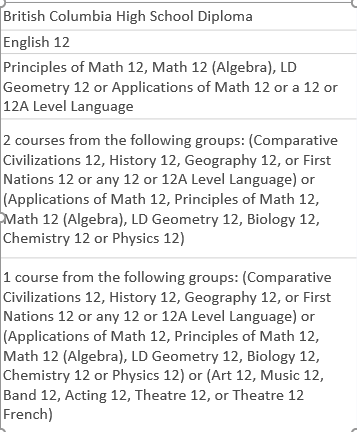 British Columbia High School Diploma
English 12
Principles of Math 12, Math 12 (Algebra), LD
Geometry 12 or Applications of Math 12 or a 12 or
12A Level Language
2 courses from the following groups: (Comparative
Civilizations 12, History 12, Geography 12, or First
Nations 12 or any 12 or 12A Level Language) or
(Applications of Math 12, Principles of Math 12,
Math 12 (Algebra), LD Geometry 12, Biology 12,
Chemistry 12 or Physics 12)
1 course from the following groups: (Comparative
Civilizations 12, History 12, Geography 12, or First
Nations 12 or any 12 or 12A Level Language) or
(Applications of Math 12, Principles of Math 12,
Math 12 (Algebra), LD Geometry 12, Biology 12,
Chemistry 12 or Physics 12) or (Art 12, Music 12,
Band 12, Acting 12, Theatre 12, or Theatre 12
French)